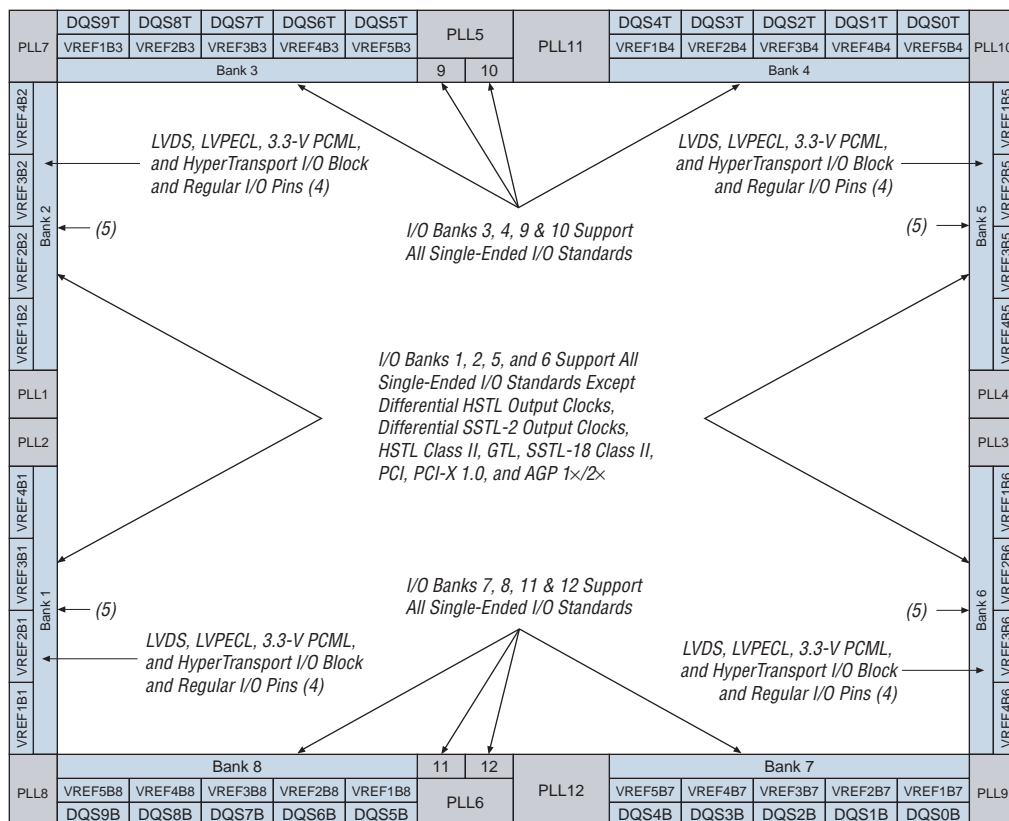 PLL7 DQS9T DQS8T DQS7T DQS6T DQS5T PLL5 PLL11 DQS4T DQS3T DQS2T DQS1T DQS0T PLL10
VREF1B3 VREF2B3 VREF3B3 VREF4B3 VREF5B3 VREF1B4 VREF2B4 VREF3B4 VREF4B4 VREF5B4
Bank 3 9 10 Bank 4
VREF4B2
VREF3B2
VREF2B2
VREF1B2
Bank 2
LVDS, LVPECL, 3.3-V PCML,
and HyperTransport I/O Block
and Regular I/O Pins (4)
(5)
I/O Banks 3, 4, 9 & 10 Support
All Single-Ended I/O Standards
LVDS, LVPECL, 3.3-V PCML,
and HyperTransport I/O Block
and Regular I/O Pins (4)
(5)
Bank 5
VREF1B5
VREF2B5
VREF3B5
VREF4B5
I/O Banks 1, 2, 5, and 6 Support All
Single-Ended I/O Standards Except
Differential HSTL Output Clocks,
Differential SSTL-2 Output Clocks,
HSTL Class II, GTL, SSTL-18 Class II,
PCI, PCI-X 1.0, and AGP 1×/2×
PLL1
PLL2
PLL4
PLL3
VREF4B1
VREF3B1
VREF2B1
VREF1B1
Bank 1
(5)
LVDS, LVPECL, 3.3-V PCML,
and HyperTransport I/O Block
and Regular I/O Pins (4)
I/O Banks 7, 8, 11 & 12 Support
All Single-Ended I/O Standards
(5)
LVDS, LVPECL, 3.3-V PCML,
and HyperTransport I/O Block
and Regular I/O Pins (4)
Bank 6
VREF1B6
VREF2B6
VREF3B6
VREF4B6
Bank 8 11 12 Bank 7
PLL8 VREF5B8 VREF4B8 VREF3B8 VREF2B8 VREF1B8 PLL6 PLL12 VREF5B7 VREF4B7 VREF3B7 VREF2B7 VREF1B7 PLL9
DQS9B DQS8B DQS7B DQS6B DQS5B DQS4B DQS3B DQS2B DQS1B DQS0B